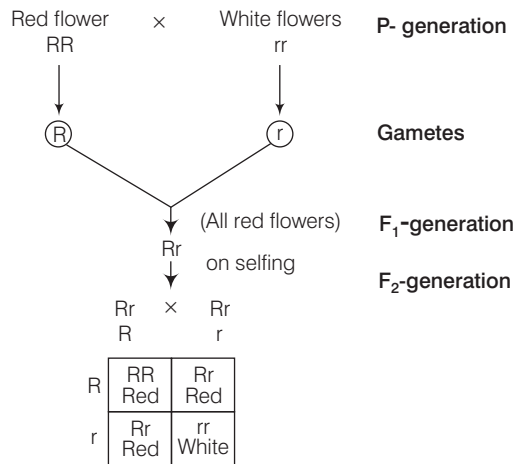 Red flower × White flowers P- generation
RR rr
R r Gametes
(All red flowers) F₁-generation
Rr
on selfing
F₂-generation
Rr × Rr
R r
R RR Rr
Red Red
r Rr rr
Red White